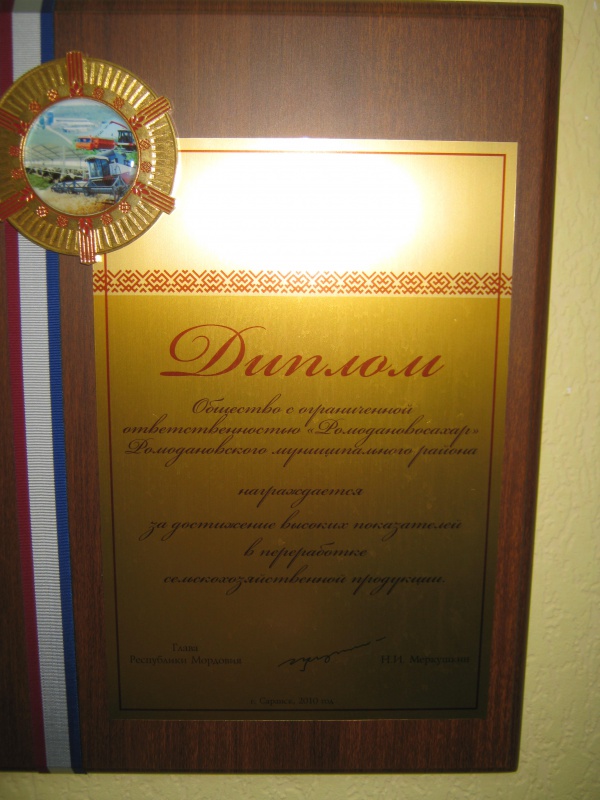 Диплом
Общество с ограниченной
ответственностью «Ромодановосахар»
Ромодановского муниципального района
награждается
за достижение высоких показателей
в переработке
сельскохозяйственной продукции
Глава
Республики Мордовия
Н.И. Меркушкин
г. Саранск, 2010 год